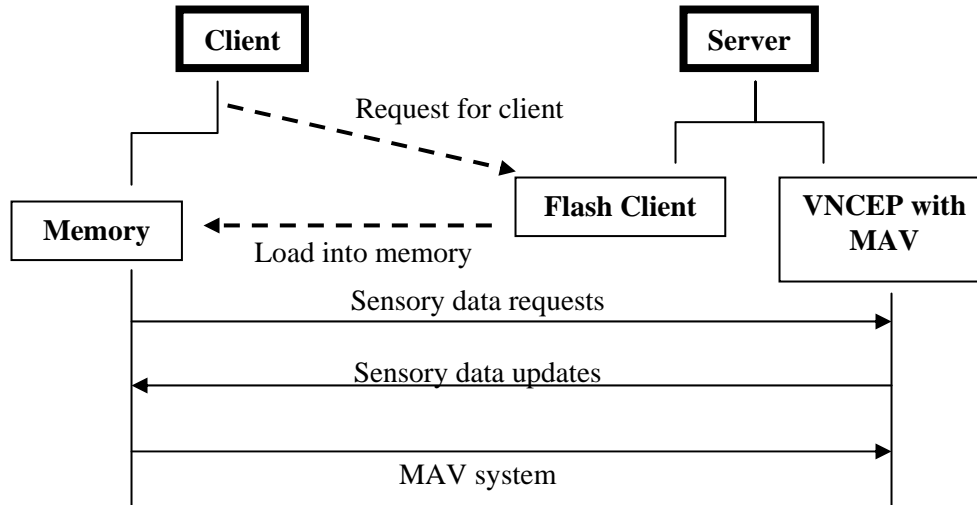 Client
Server
Request for client
Flash Client
VNCEP with
MAV
Memory
Load into memory
Sensory data requests
Sensory data updates
MAV system